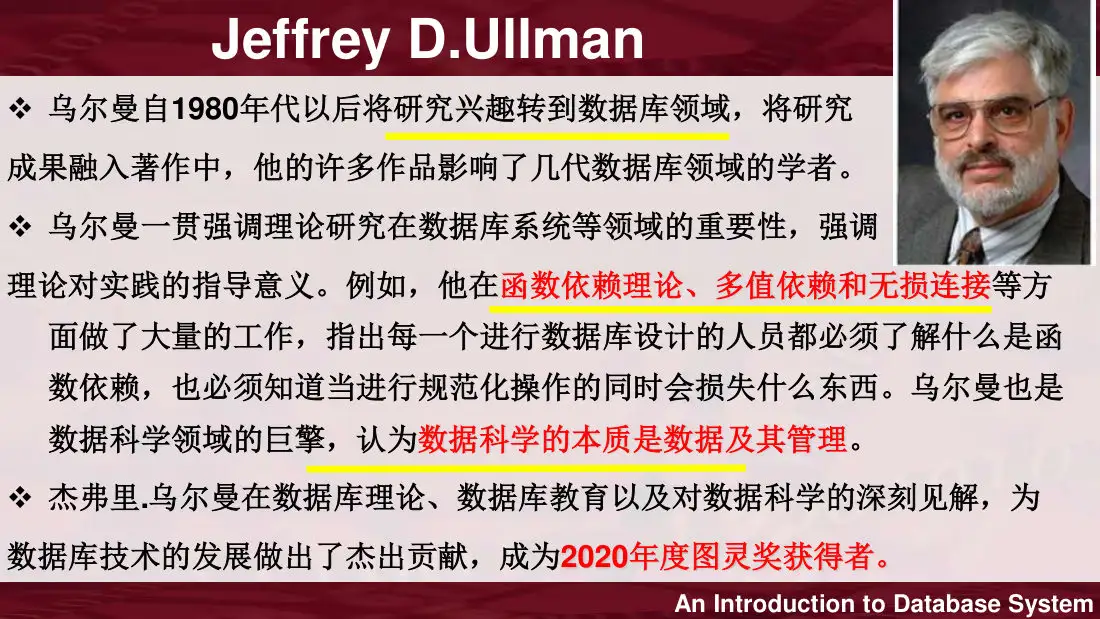 Jeffrey D.Ullman
❖ 乌尔曼自1980年代以后将研究兴趣转到数据库领域，将研究
成果融入著作中，他的许多作品影响了几代数据库领域的学者。
❖ 乌尔曼一贯强调理论研究在数据库系统等领域的重要性，强调
理论对实践的指导意义。例如，他在函数依赖理论、多值依赖和无损连接等方
面做了大量的工作，指出每一个进行数据库设计的人员都必须了解什么是函
数依赖，也必须知道当进行规范化操作的同时会损失什么东西。乌尔曼也是
数据科学领域的巨擎，认为数据科学的本质是数据及其管理。
❖ 杰弗里.乌尔曼在数据库理论、数据库教育以及对数据科学的深刻见解，为
数据库技术的发展做出了杰出贡献，成为2020年度图灵奖获得者。
An Introduction to Database System